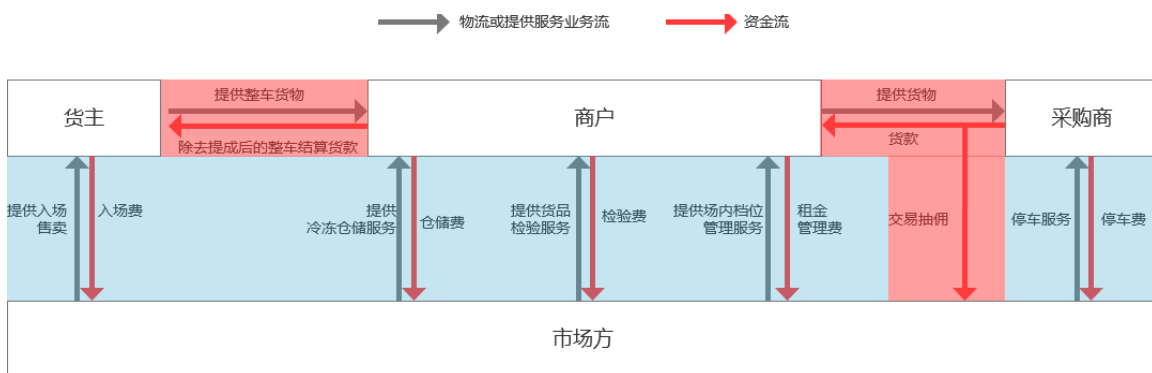 物流或提供服务业务流
资金流
提供整车货物
提供货物
货主
商户
采购商
货款
除去提成后的整车结算货款
提供入场
售卖
入场费
提供
冷冻仓储服务
仓储费
提供货品
检验服务
检验费
提供场内档位
管理服务
租金
管理费
交易抽佣
停车服务
停车费
市场方